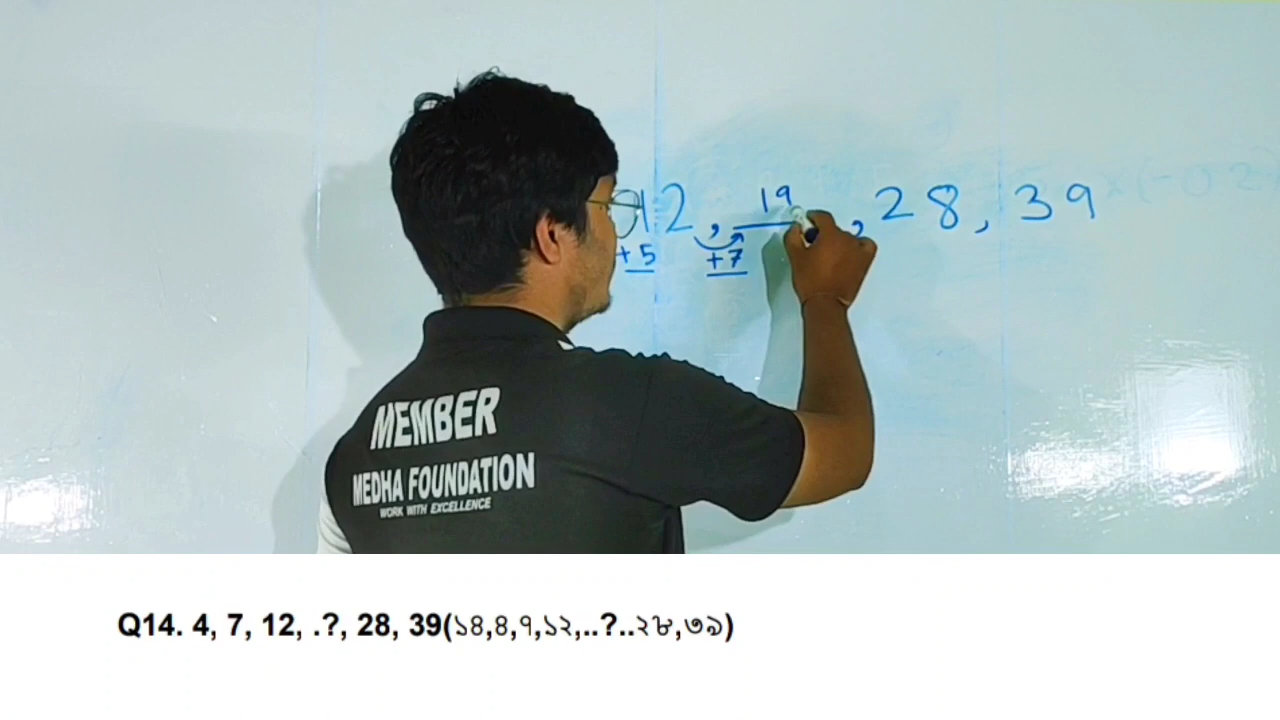 12, 19, 28, 39
+5 +7
MEMBER
MEDHA FOUNDATION
WORK WITH EXCELLENCE
Q14. 4, 7, 12, .?, 28, 39(১৪,৪,৭,১২,..?..২৮,৩৯)